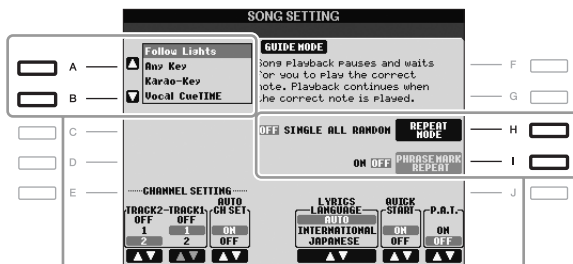 SONG SETTING
Follow Lights
Any Key
Karao-Key
Vocal CueTIME
GUIDE MODE
Song Playback pauses and waits
for you to play the correct
note. Playback continues when
the correct note is played.
A
B
C
D
E
F
G
H
I
J
OFF SINGLE ALL RANDOM
REPEAT MODE
ON OFF
PHRASE MARK REPEAT
CHANNEL SETTING
TRACK2
OFF
1
2
TRACK1
OFF
1
2
AUTO
CH SET
ON
OFF
LYRICS
LANGUAGE
AUTO
INTERNATIONAL
JAPANESE
QUICK
START
ON
OFF
P.A.T.
ON
OFF